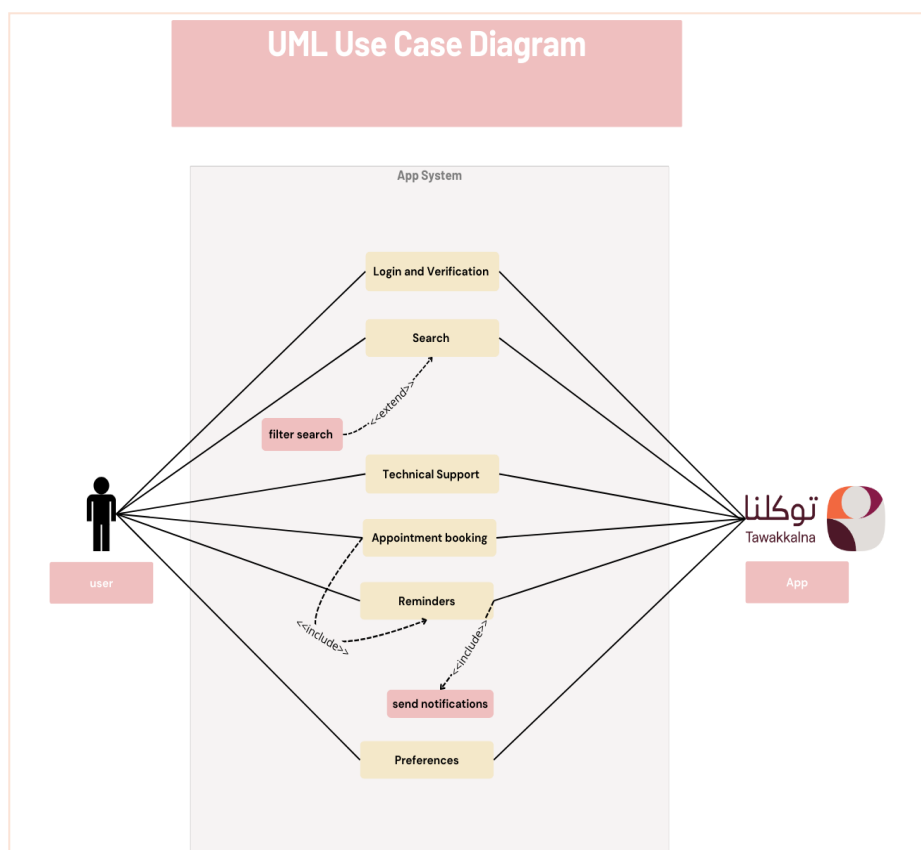 UML Use Case Diagram
App System
Login and Verification
Search
<<extend>>
filter search
Technical Support
توكلنا
Tawakkalna
Appointment booking
user
App
Reminders
<<include>>
<<include>>
send notifications
Preferences